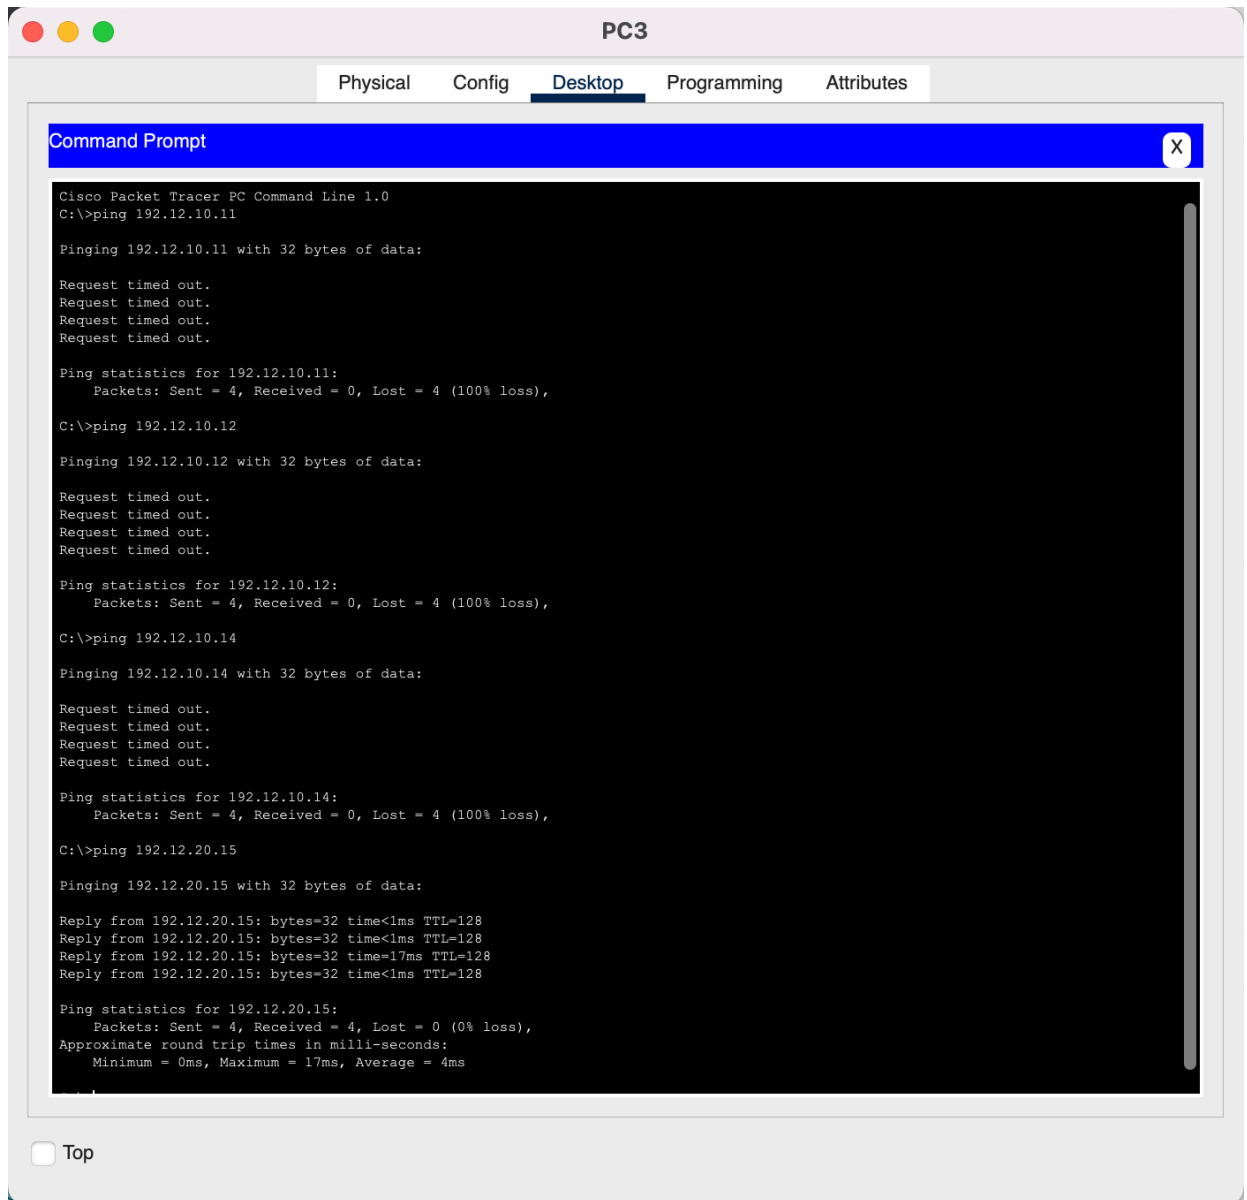 PC3
Physical Config Desktop Programming Attributes
Command Prompt
X
Cisco Packet Tracer PC Command Line 1.0
C:\>ping 192.12.10.11
Pinging 192.12.10.11 with 32 bytes of data:
Request timed out.
Request timed out.
Request timed out.
Request timed out.
Ping statistics for 192.12.10.11:
Packets: Sent = 4, Received = 0, Lost = 4 (100% loss),
C:\>ping 192.12.10.12
Pinging 192.12.10.12 with 32 bytes of data:
Request timed out.
Request timed out.
Request timed out.
Request timed out.
Ping statistics for 192.12.10.12:
Packets: Sent = 4, Received = 0, Lost = 4 (100% loss),
C:\>ping 192.12.10.14
Pinging 192.12.10.14 with 32 bytes of data:
Request timed out.
Request timed out.
Request timed out.
Request timed out.
Ping statistics for 192.12.10.14:
Packets: Sent = 4, Received = 0, Lost = 4 (100% loss),
C:\>ping 192.12.20.15
Pinging 192.12.20.15 with 32 bytes of data:
Reply from 192.12.20.15: bytes=32 time<1ms TTL=128
Reply from 192.12.20.15: bytes=32 time<1ms TTL=128
Reply from 192.12.20.15: bytes=32 time=17ms TTL=128
Reply from 192.12.20.15: bytes=32 time<1ms TTL=128
Ping statistics for 192.12.20.15:
Packets: Sent = 4, Received = 4, Lost = 0 (0% loss),
Approximate round trip times in milli-seconds:
Minimum = 0ms, Maximum = 17ms, Average = 4ms
Top